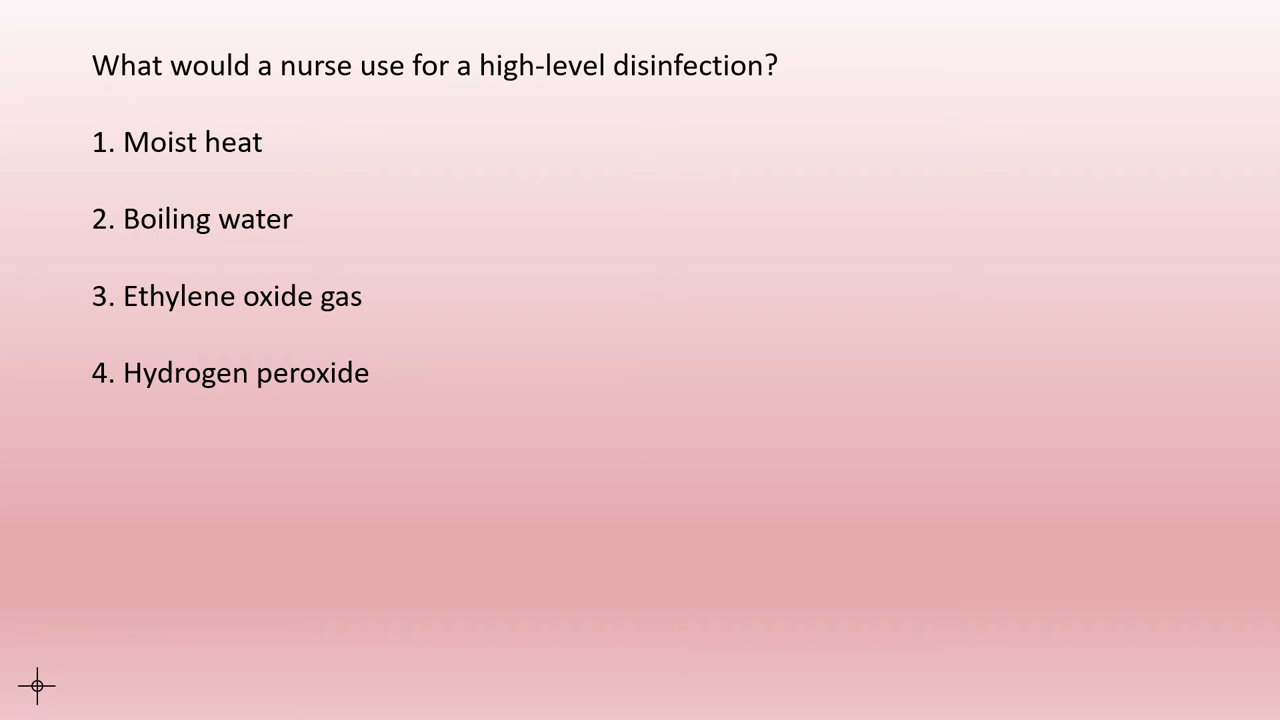 What would a nurse use for a high-level disinfection?
1. Moist heat
2. Boiling water
3. Ethylene oxide gas
4. Hydrogen peroxide